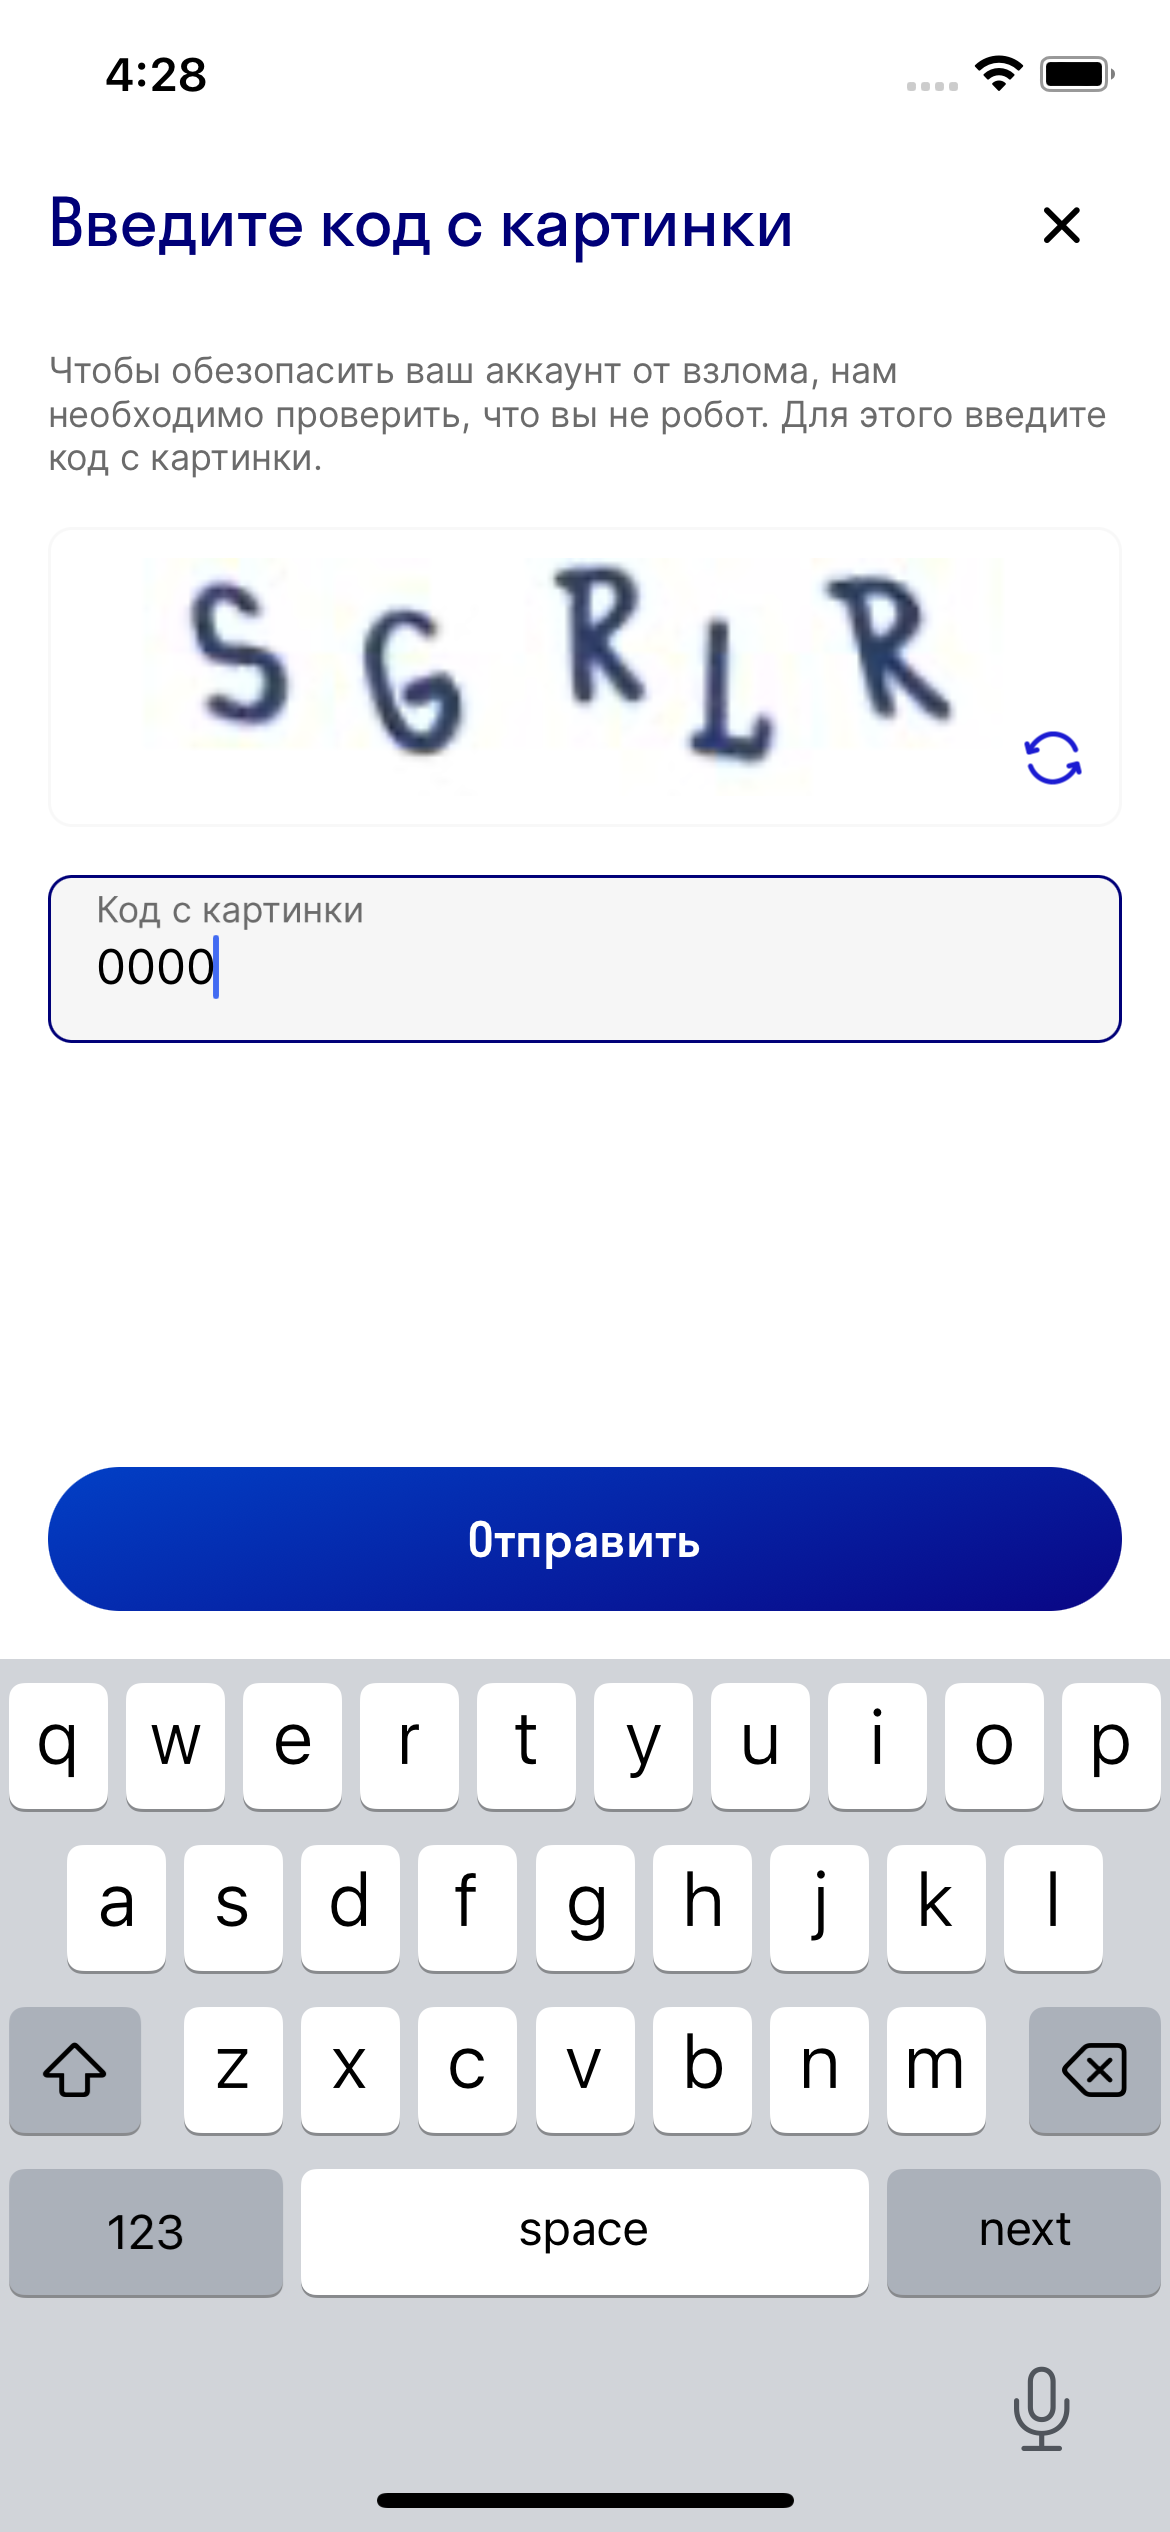 4:28
Введите код с картинки
Чтобы обезопасить ваш аккаунт от взлома, нам
необходимо проверить, что вы не робот. Для этого введите
код с картинки.
S G R L R
Код с картинки
0000
Отправить
q w e r t y u i o p
a s d f g h j k l
z x c v b n m
123 space next